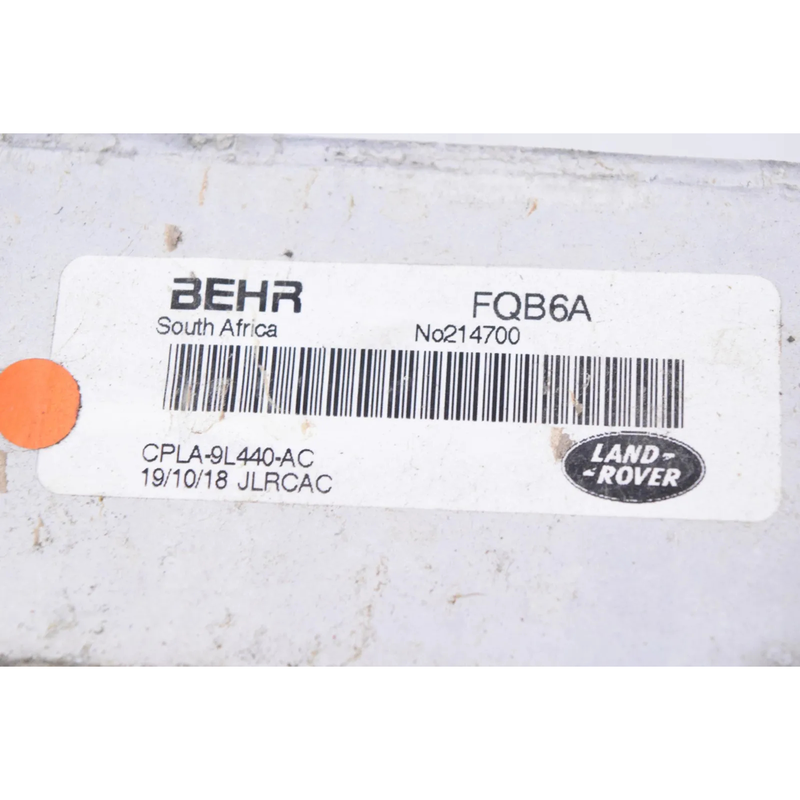 BEHR FQB6A
South Africa No214700
CPLA-9L440-AC
19/10/18 JLRCAC
LAND-
-ROVER